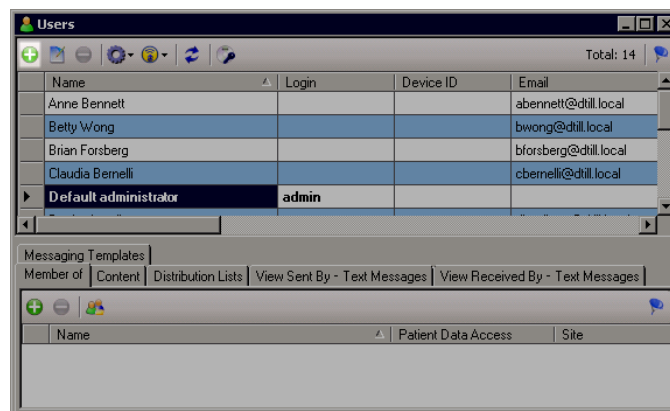 Users
Total: 14
Name Login Device ID Email
Anne Bennett abennett@dtill.local
Betty Wong bwong@dtill.local
Brian Forsberg bforsberg@dtill.local
Claudia Bernelli cbernelli@dtill.local
Default administrator admin
Messaging Templates
Member of Content Distribution Lists View Sent By - Text Messages View Received By - Text Messages
Name Patient Data Access Site